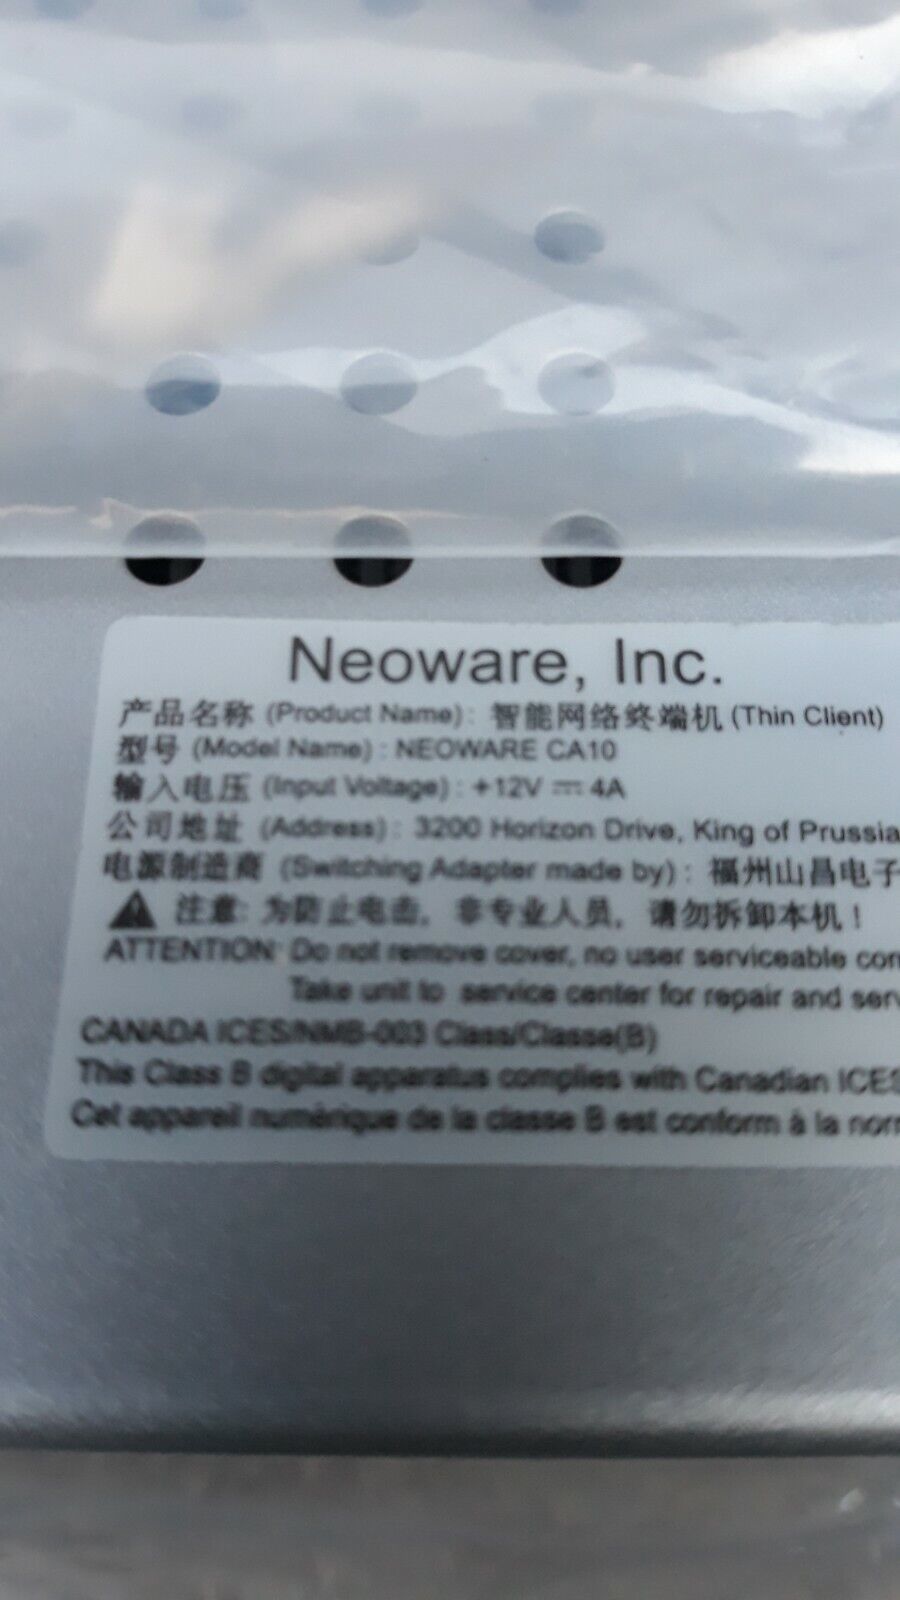 Neoware, Inc.
产品名称 (Product Name): 智能网络终端机 (Thin Client)
型号 (Model Name): NEOWARE CA10
输入电压 (Input Voltage): +12V ⎓ 4A
公司地址 (Address): 3200 Horizon Drive, King of Prussia
电源制造商 (Switching Adapter made by): 福州山昌电子
注意: 为防止电击，非专业人员，请勿拆卸本机！
ATTENTION: Do not remove cover, no user serviceable con
Take unit to service center for repair and serv
CANADA ICES/NMB-003 Class/Classe(B)
This Class B digital apparatus complies with Canadian ICES
Cet appareil numérique de la classe B est conform à la nor